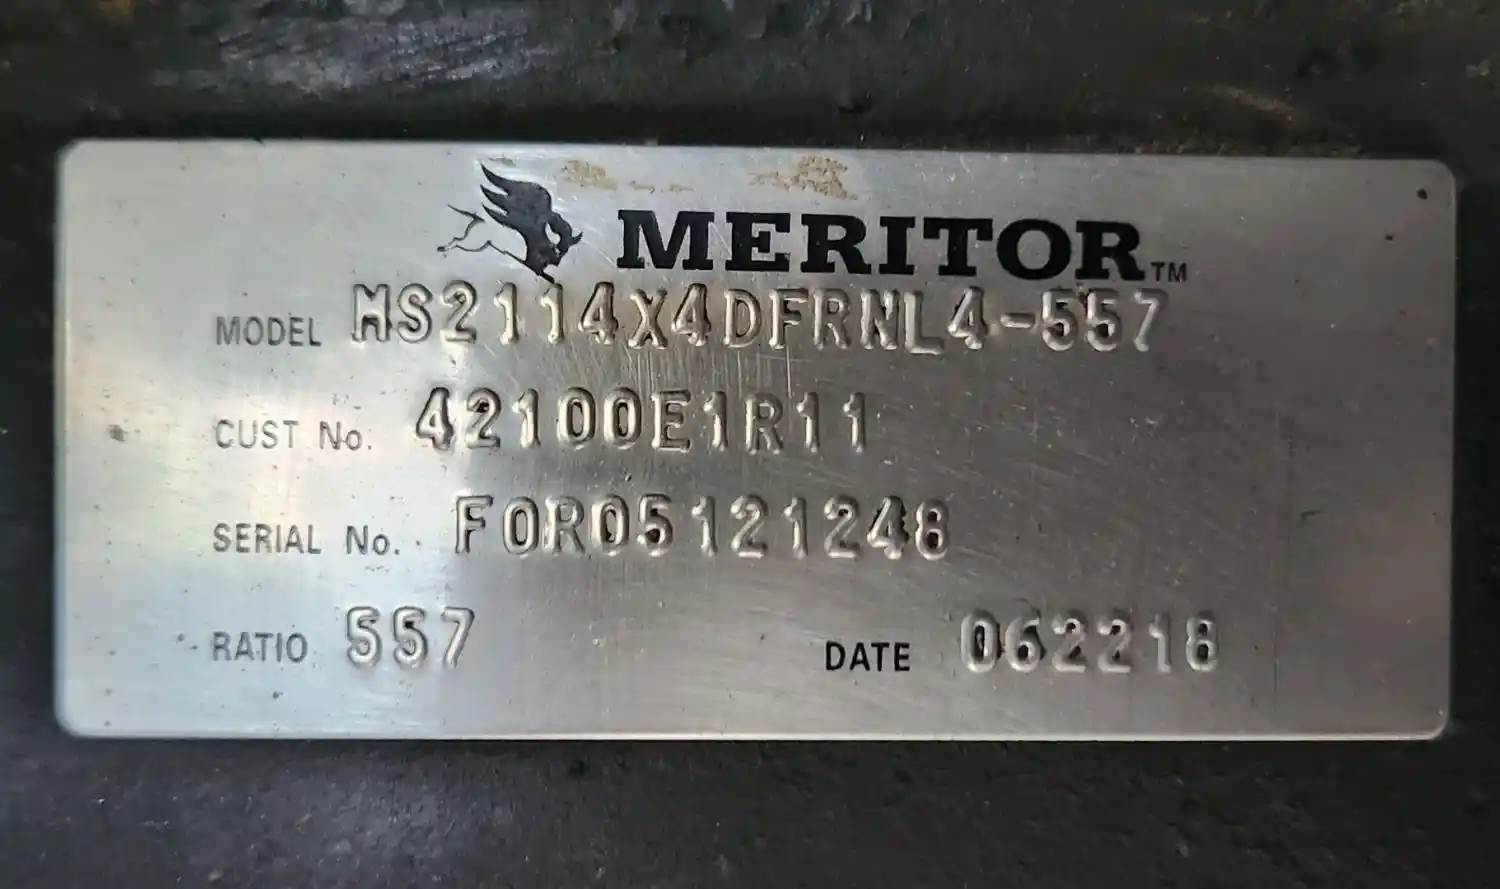 MERITOR™
MODEL MS2114X4DFRNL4-557
CUST No. 42100E1R11
SERIAL No. FOR05121248
RATIO 557
DATE 062218